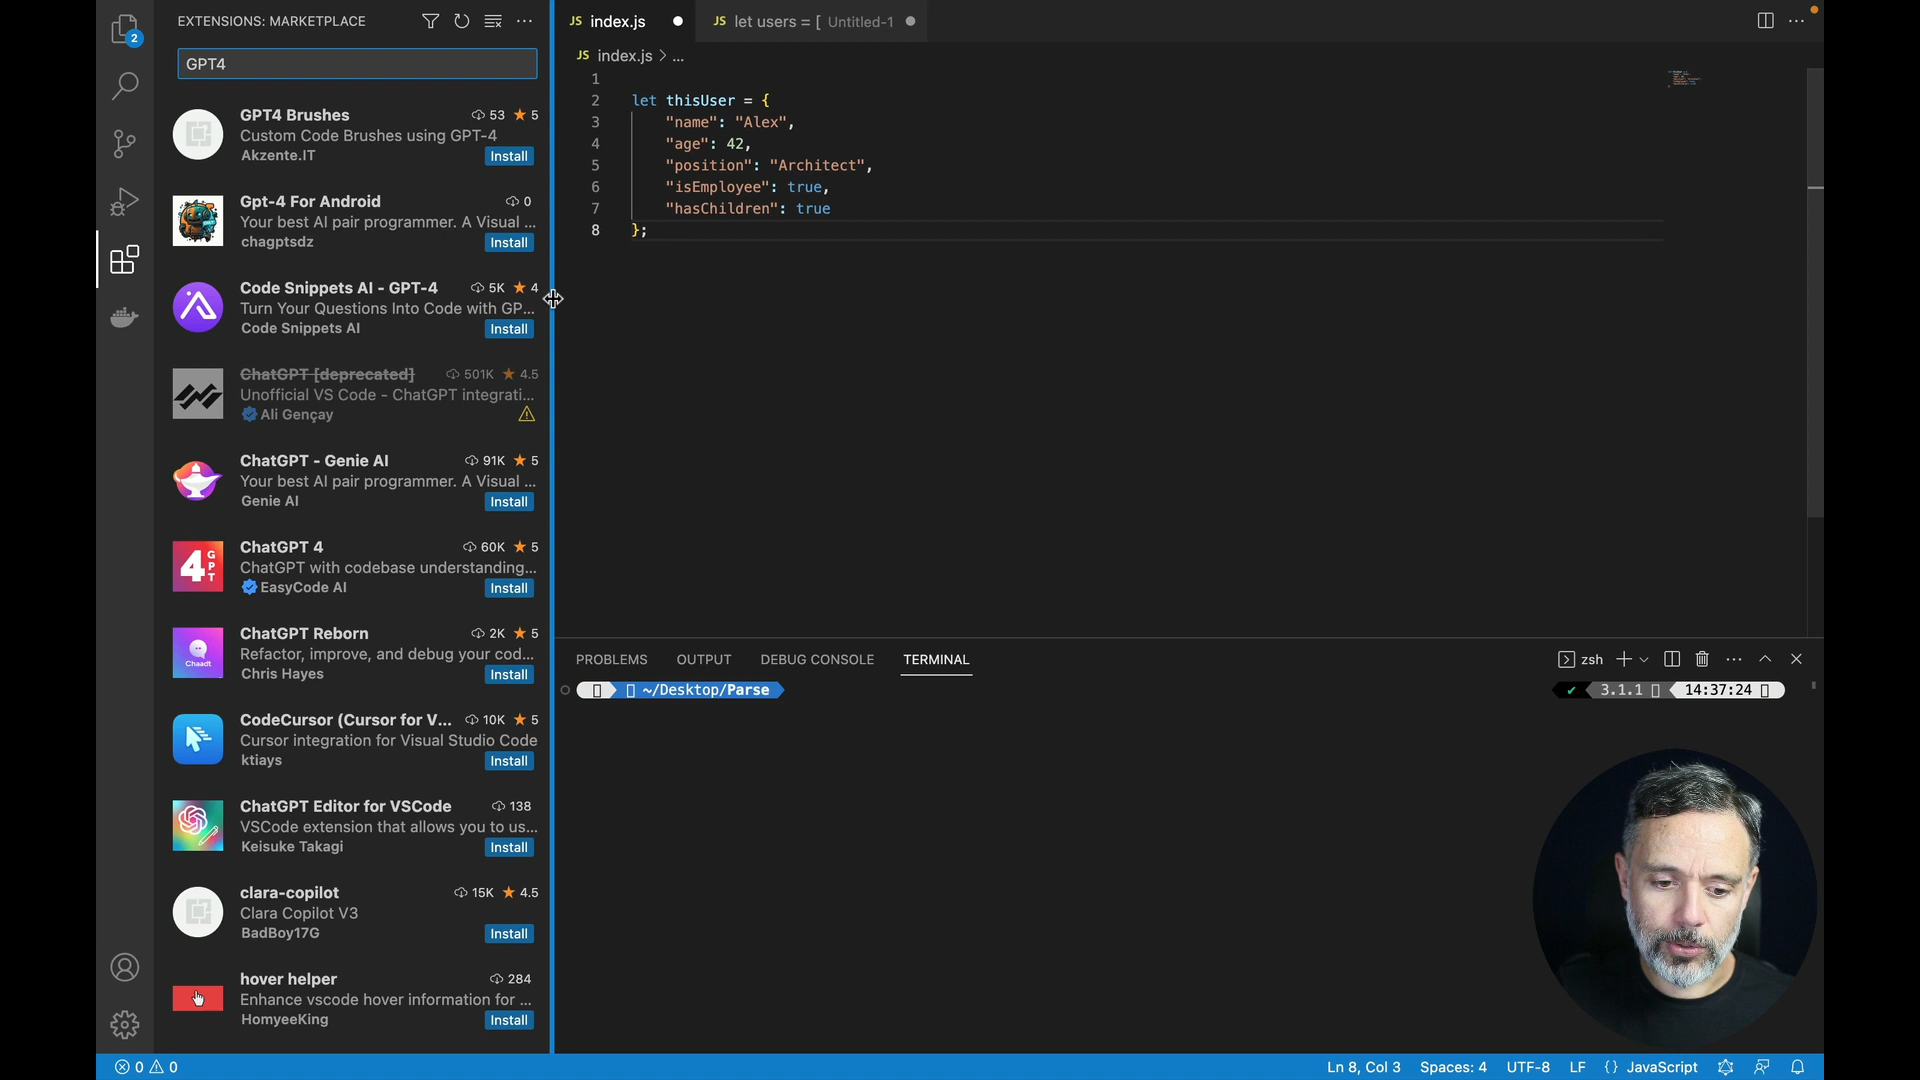 EXTENSIONS: MARKETPLACE
GPT4
2
GPT4 Brushes 53 5
Custom Code Brushes using GPT-4
Akzente.IT Install
Gpt-4 For Android 0
Your best AI pair programmer. A Visual ...
chagptsdz Install
Code Snippets AI - GPT-4 5K 4
Turn Your Questions Into Code with GP...
Code Snippets AI Install
ChatGPT [deprecated] 501K 4.5
Unofficial VS Code - ChatGPT integrati...
Ali Gençay
ChatGPT - Genie AI 91K 5
Your best AI pair programmer. A Visual ...
Genie AI Install
4 GPT
ChatGPT 4 60K 5
ChatGPT with codebase understanding...
EasyCode AI Install
Chaadt
ChatGPT Reborn 2K 5
Refactor, improve, and debug your cod...
Chris Hayes Install
CodeCursor (Cursor for V... 10K 5
Cursor integration for Visual Studio Code
ktiays Install
ChatGPT Editor for VSCode 138
VSCode extension that allows you to us...
Keisuke Takagi Install
clara-copilot 15K 4.5
Clara Copilot V3
BadBoy17G Install
hover helper 284
Enhance vscode hover information for ...
HomyeeKing Install
JS index.js JS let users = [ Untitled-1
JS index.js > ...
1
2 let thisUser = {
3 "name": "Alex",
4 "age": 42,
5 "position": "Architect",
6 "isEmployee": true,
7 "hasChildren": true
8 };
PROBLEMS OUTPUT DEBUG CONSOLE TERMINAL zsh
~/Desktop/Parse ✔ 3.1.1 14:37:24
0 0 Ln 8, Col 3 Spaces: 4 UTF-8 LF {} JavaScript